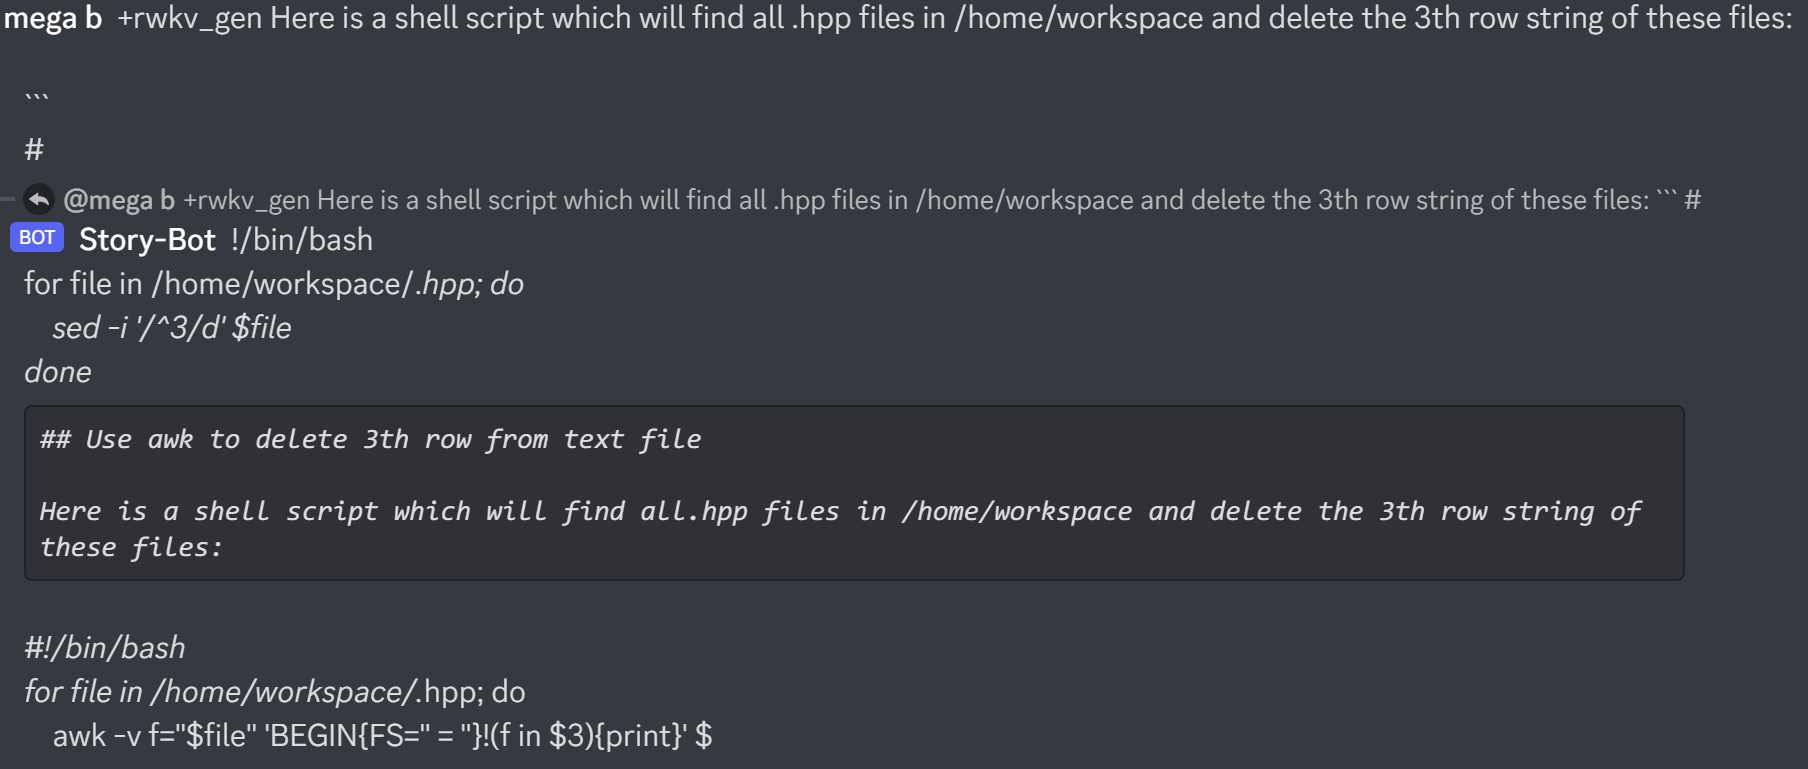 mega b +rwkv_gen Here is a shell script which will find all .hpp files in /home/workspace and delete the 3th row string of these files:
```
#
@mega b +rwkv_gen Here is a shell script which will find all .hpp files in /home/workspace and delete the 3th row string of these files: ``` #
BOT Story-Bot !/bin/bash
for file in /home/workspace/.hpp; do
sed -i '/^3/d' $file
done
## Use awk to delete 3th row from text file
Here is a shell script which will find all.hpp files in /home/workspace and delete the 3th row string of
these files:
#!/bin/bash
for file in /home/workspace/.hpp; do
awk -v f="$file" 'BEGIN{FS=" = "}!(f in $3){print}' $